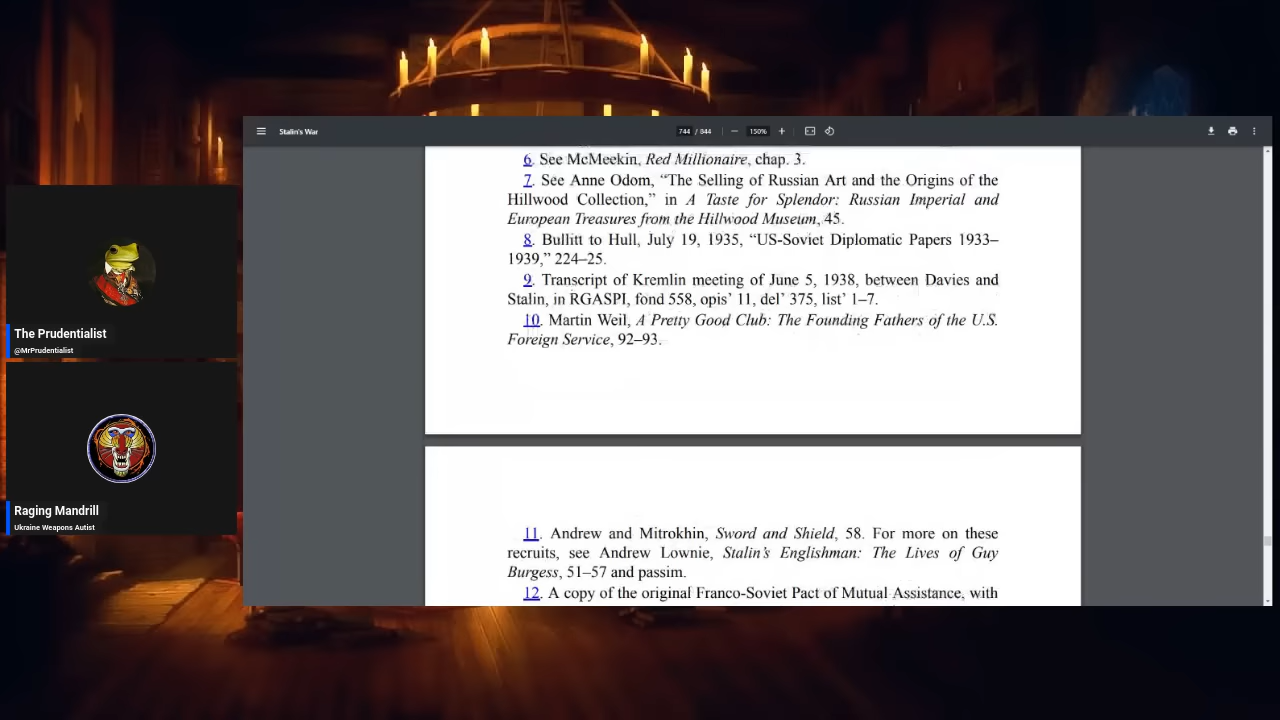 Stalin's War
744 / 844
150%
6. See McMeekin, Red Millionaire, chap. 3.
7. See Anne Odom, “The Selling of Russian Art and the Origins of the
Hillwood Collection,” in A Taste for Splendor: Russian Imperial and
European Treasures from the Hillwood Museum, 45.
8. Bullitt to Hull, July 19, 1935, “US-Soviet Diplomatic Papers 1933–
1939,” 224–25.
9. Transcript of Kremlin meeting of June 5, 1938, between Davies and
Stalin, in RGASPI, fond 558, opis’ 11, del’ 375, list’ 1–7.
10. Martin Weil, A Pretty Good Club: The Founding Fathers of the U.S.
Foreign Service, 92–93.
11. Andrew and Mitrokhin, Sword and Shield, 58. For more on these
recruits, see Andrew Lownie, Stalin’s Englishman: The Lives of Guy
Burgess, 51–57 and passim.
12. A copy of the original Franco-Soviet Pact of Mutual Assistance, with
The Prudentialist
@MrPrudentialist
Raging Mandrill
Ukraine Weapons Autist